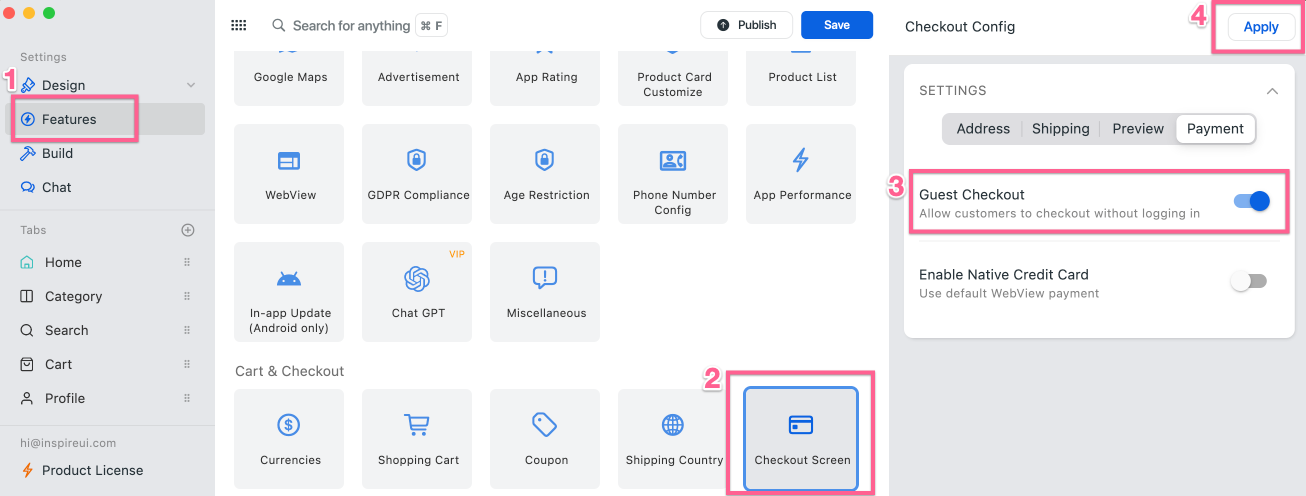 Settings
1
Design
Features
Build
Chat
Tabs
Home
Category
Search
Cart
Profile
hi@inspireui.com
Product License
Search for anything ⌘ F
Publish
Save
Google Maps
Advertisement
App Rating
Product Card
Customize
Product List
WebView
GDPR Compliance
Age Restriction
Phone Number
Config
App Performance
In-app Update
(Android only)
VIP
Chat GPT
Miscellaneous
Cart & Checkout
2
Currencies
Shopping Cart
Coupon
Shipping Country
Checkout Screen
Checkout Config
4
Apply
SETTINGS
Address Shipping Preview Payment
3
Guest Checkout
Allow customers to checkout without logging in
Enable Native Credit Card
Use default WebView payment